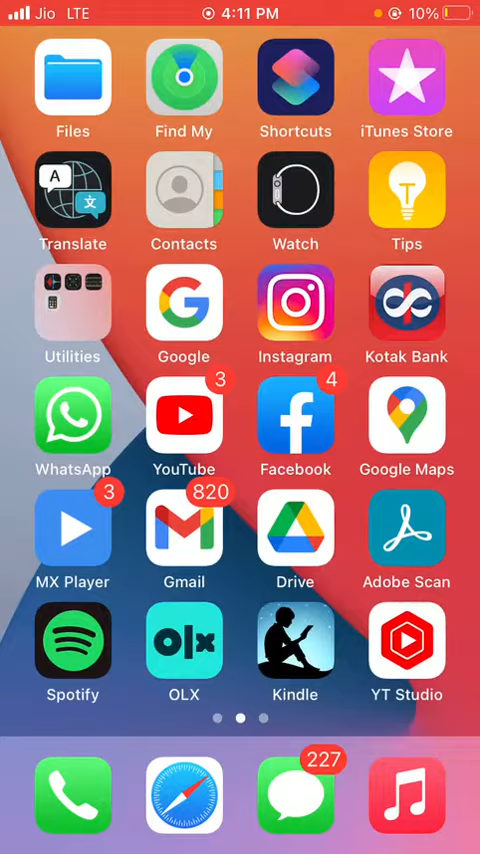 Jio LTE 4:11 PM 10%
Files Find My Shortcuts iTunes Store
A 文
Translate Contacts Watch Tips
Utilities Google Instagram Kotak Bank
3 4
WhatsApp YouTube Facebook Google Maps
3 820
MX Player Gmail Drive Adobe Scan
olx
Spotify OLX Kindle YT Studio
227